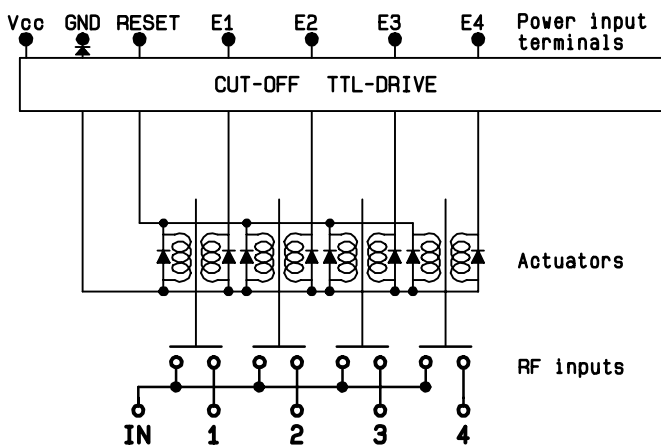 Vcc GND RESET E1 E2 E3 E4 Power input
terminals
CUT-OFF TTL-DRIVE
Actuators
RF inputs
IN 1 2 3 4